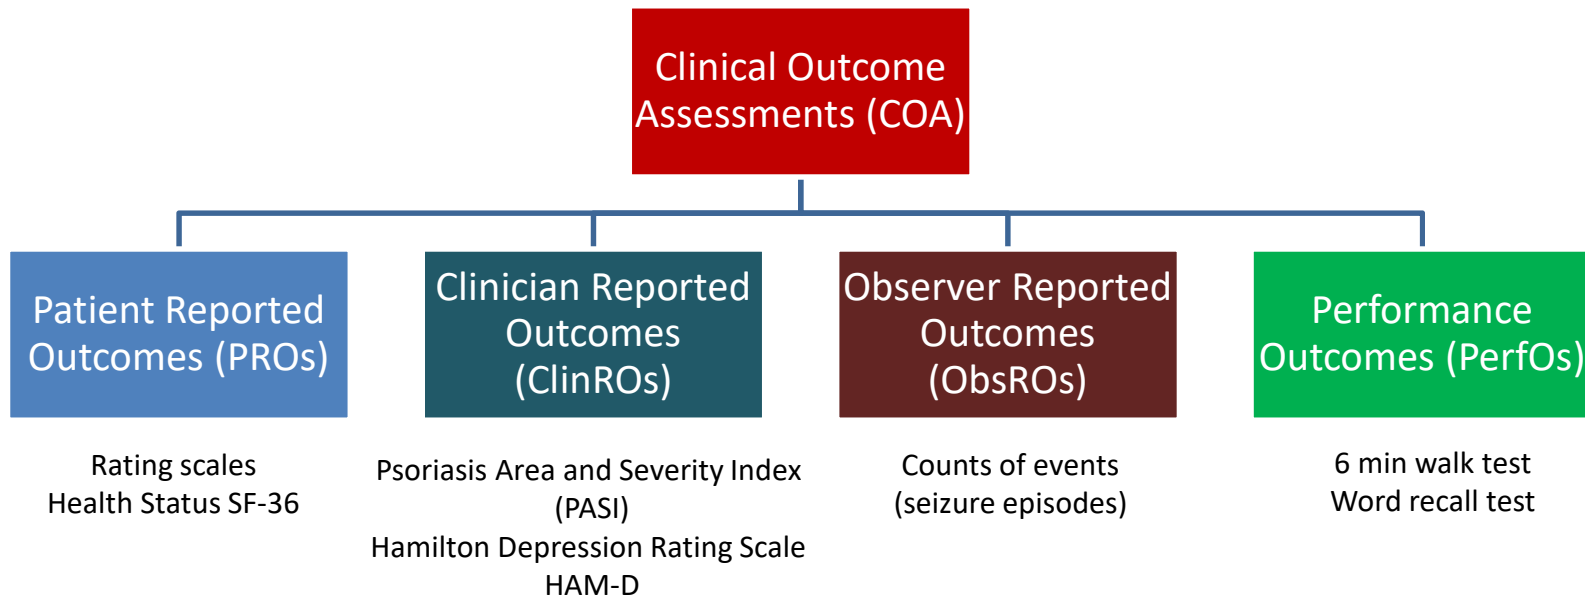 Clinical Outcome
Assessments (COA)
Patient Reported
Outcomes (PROs)
Clinician Reported
Outcomes
(ClinROs)
Observer Reported
Outcomes
(ObsROs)
Performance
Outcomes (PerfOs)
Rating scales
Health Status SF-36
Psoriasis Area and Severity Index
(PASI)
Hamilton Depression Rating Scale
HAM-D
Counts of events
(seizure episodes)
6 min walk test
Word recall test